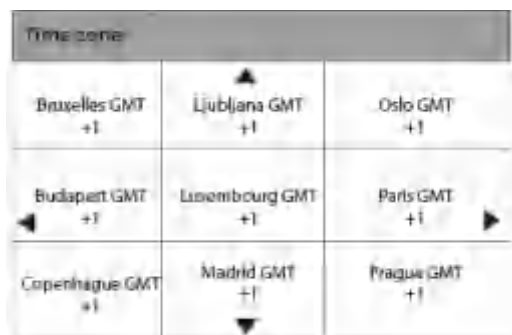 Time zone
Bruxelles GMT
+1
Ljubljana GMT
+1
Oslo GMT
+1
Budapest GMT
+1
Luxembourg GMT
+1
Paris GMT
+1
Copenhague GMT
+1
Madrid GMT
+1
Prague GMT
+1